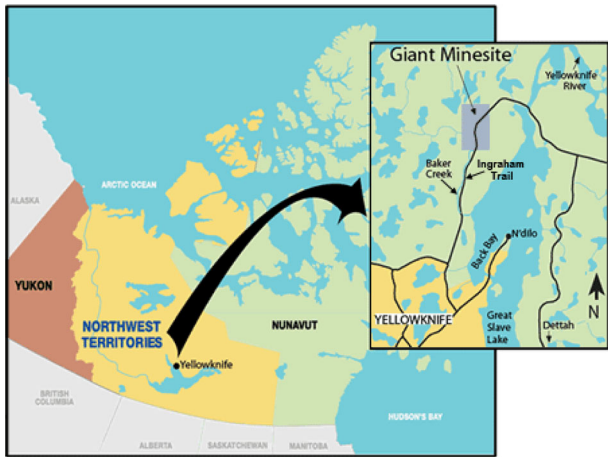 ALASKA
ARCTIC OCEAN
YUKON
NORTHWEST
TERRITORIES
NUNAVUT
Yellowknife
BRITISH
COLUMBIA
ALBERTA
SASKATCHEWAN
MANITOBA
HUDSON'S BAY
Giant Minesite
Yellowknife
River
Baker
Creek
Ingraham
Trail
N'dilo
Back Bay
YELLOWKNIFE
Great
Slave
Lake
Dettah
N